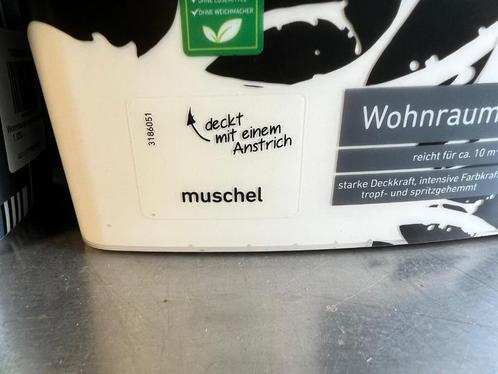 ✓OHNE WEICHMACHER
3186051
deckt
mit einem
Anstrich
muschel
Wohnraum
reicht für ca. 10 m
starke Deckkraft, intensive Farbkraf
tropf- und spritzgehemmt